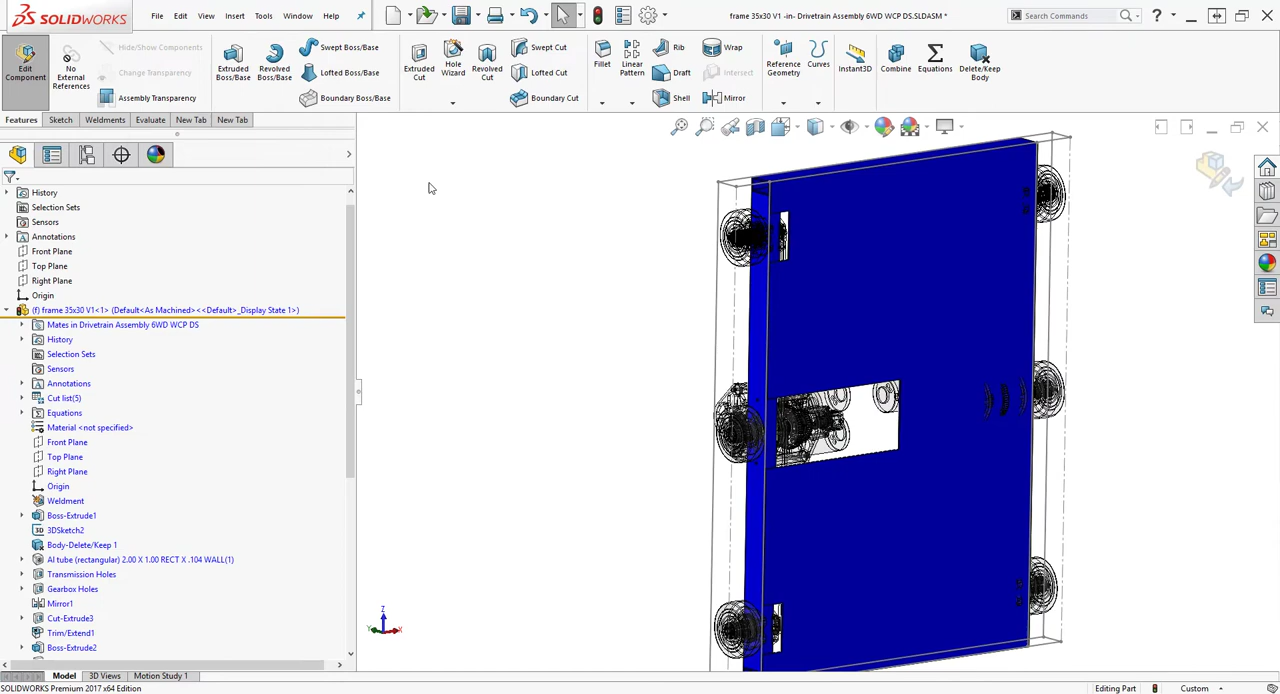 SOLIDWORKS
File Edit View Insert Tools Window Help
frame 35x30 V1 -in- Drivetrain Assembly 6WD WCP DS.SLDASM *
Search Commands
Edit Component
No External References
Hide/Show Components
Change Transparency
Assembly Transparency
Extruded Boss/Base
Revolved Boss/Base
Swept Boss/Base
Lofted Boss/Base
Boundary Boss/Base
Extruded Cut
Hole Wizard
Revolved Cut
Swept Cut
Lofted Cut
Boundary Cut
Fillet
Linear Pattern
Rib
Draft
Shell
Wrap
Intersect
Mirror
Reference Geometry
Curves
Instant3D
Combine
Equations
Delete/Keep Body
Features Sketch Weldments Evaluate New Tab New Tab
History
Selection Sets
Sensors
Annotations
Front Plane
Top Plane
Right Plane
Origin
(f) frame 35x30 V1<1> (Default<As Machined><<Default>_Display State 1>)
Mates in Drivetrain Assembly 6WD WCP DS
History
Selection Sets
Sensors
Annotations
Cut list(5)
Equations
Material <not specified>
Front Plane
Top Plane
Right Plane
Origin
Weldment
Boss-Extrude1
3DSketch2
Body-Delete/Keep 1
Al tube (rectangular) 2.00 X 1.00 RECT X .104 WALL(1)
Transmission Holes
Gearbox Holes
Mirror1
Cut-Extrude3
Trim/Extend1
Boss-Extrude2
Z
Y X
Model 3D Views Motion Study 1
SOLIDWORKS Premium 2017 x64 Edition
Editing Part
Custom